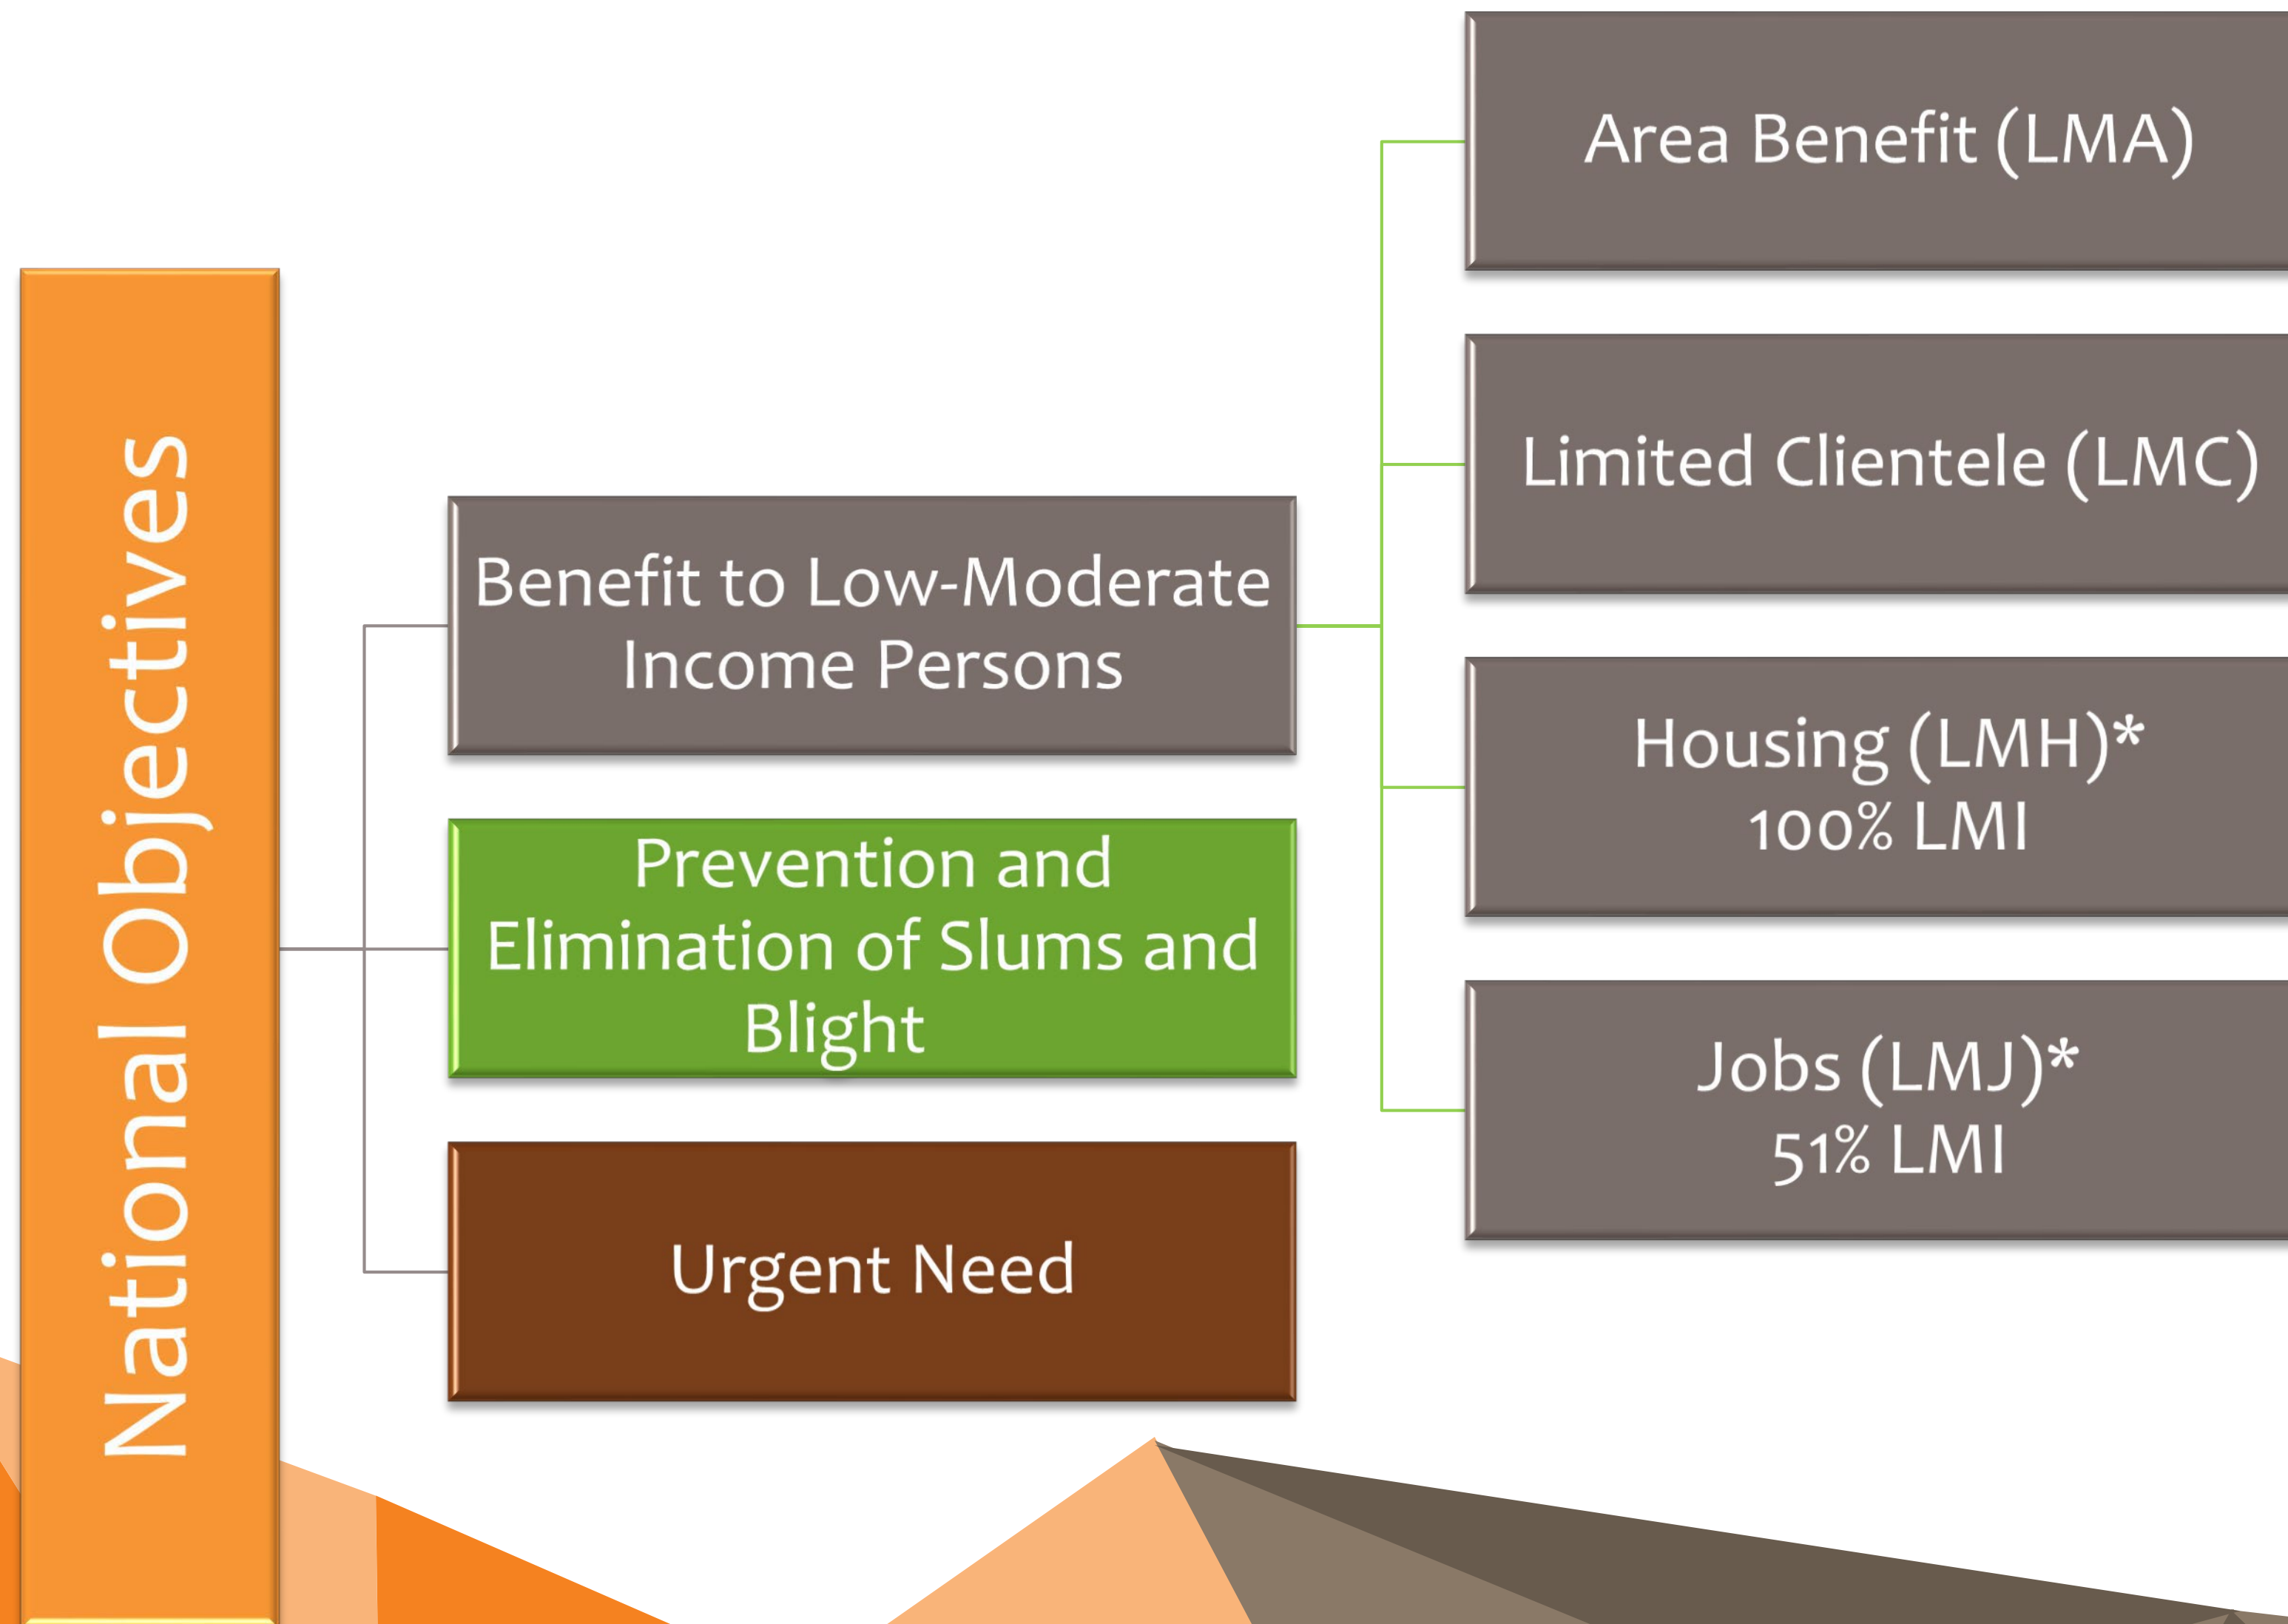 National Objectives
Benefit to Low-Moderate
Income Persons
Prevention and
Elimination of Slums and
Blight
Urgent Need
Area Benefit (LMA)
Limited Clientele (LMC)
Housing (LMH)*
100% LMI
Jobs (LMJ)*
51% LMI